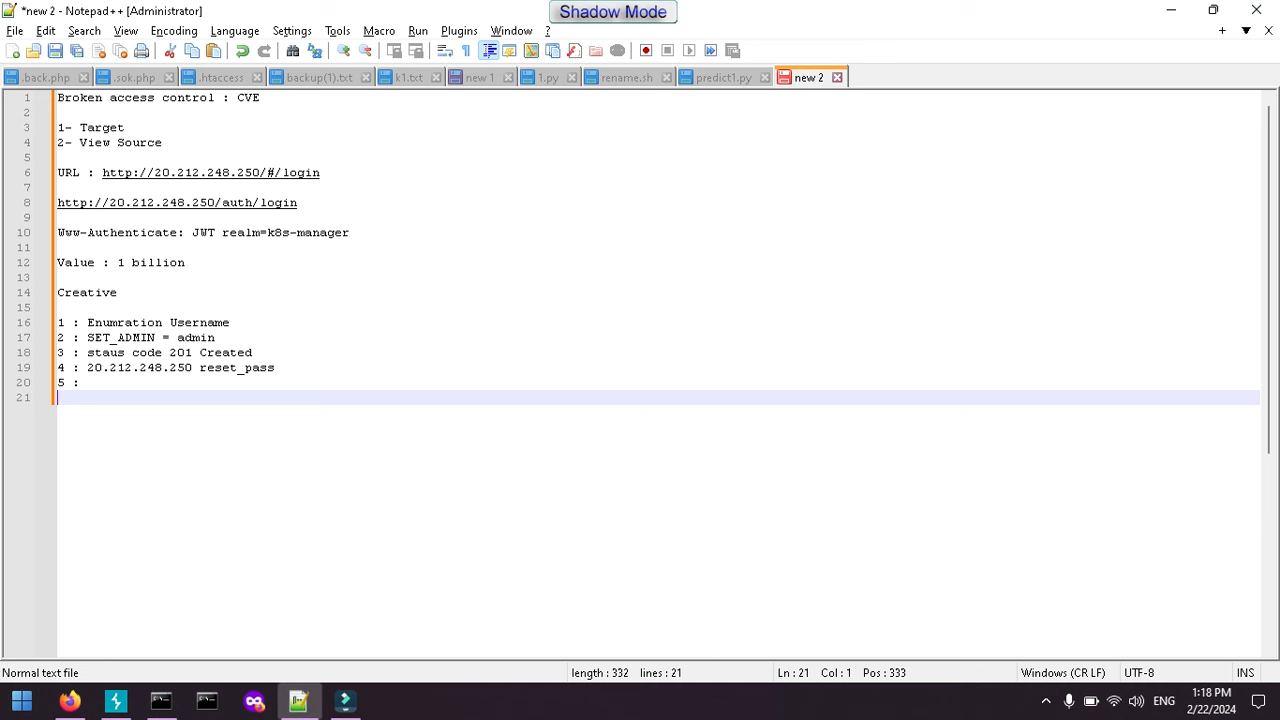 *new 2 - Notepad++ [Administrator]
Shadow Mode
File Edit Search View Encoding Language Settings Tools Macro Run Plugins Window ?
back.php .sok.php .htaccess backup(1).txt k1.txt new 1 1.py rename.sh predict1.py new 2
1 Broken access control : CVE
2
3 1- Target
4 2- View Source
5
6 URL : http://20.212.248.250/#/login
7
8 http://20.212.248.250/auth/login
9
10 Www-Authenticate: JWT realm=k8s-manager
11
12 Value : 1 billion
13
14 Creative
15
16 1 : Enumration Username
17 2 : SET_ADMIN = admin
18 3 : staus code 201 Created
19 4 : 20.212.248.250 reset_pass
20 5 :
21
Normal text file length : 332 lines : 21 Ln : 21 Col : 1 Pos : 333 Windows (CR LF) UTF-8 INS
ENG 1:18 PM
2/22/2024